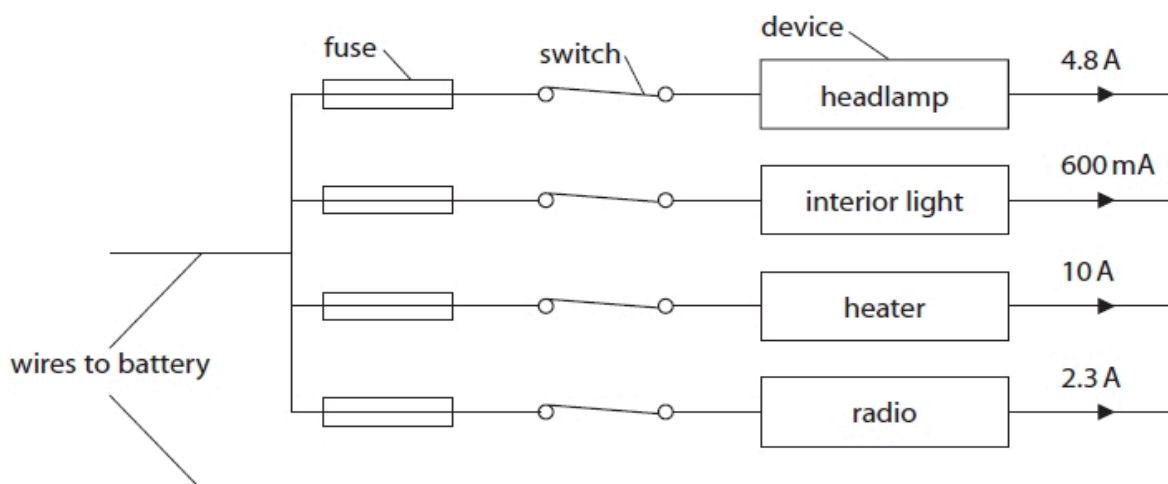 fuse
switch
device
headlamp
4.8 A
interior light
600 mA
heater
10 A
wires to battery
radio
2.3 A